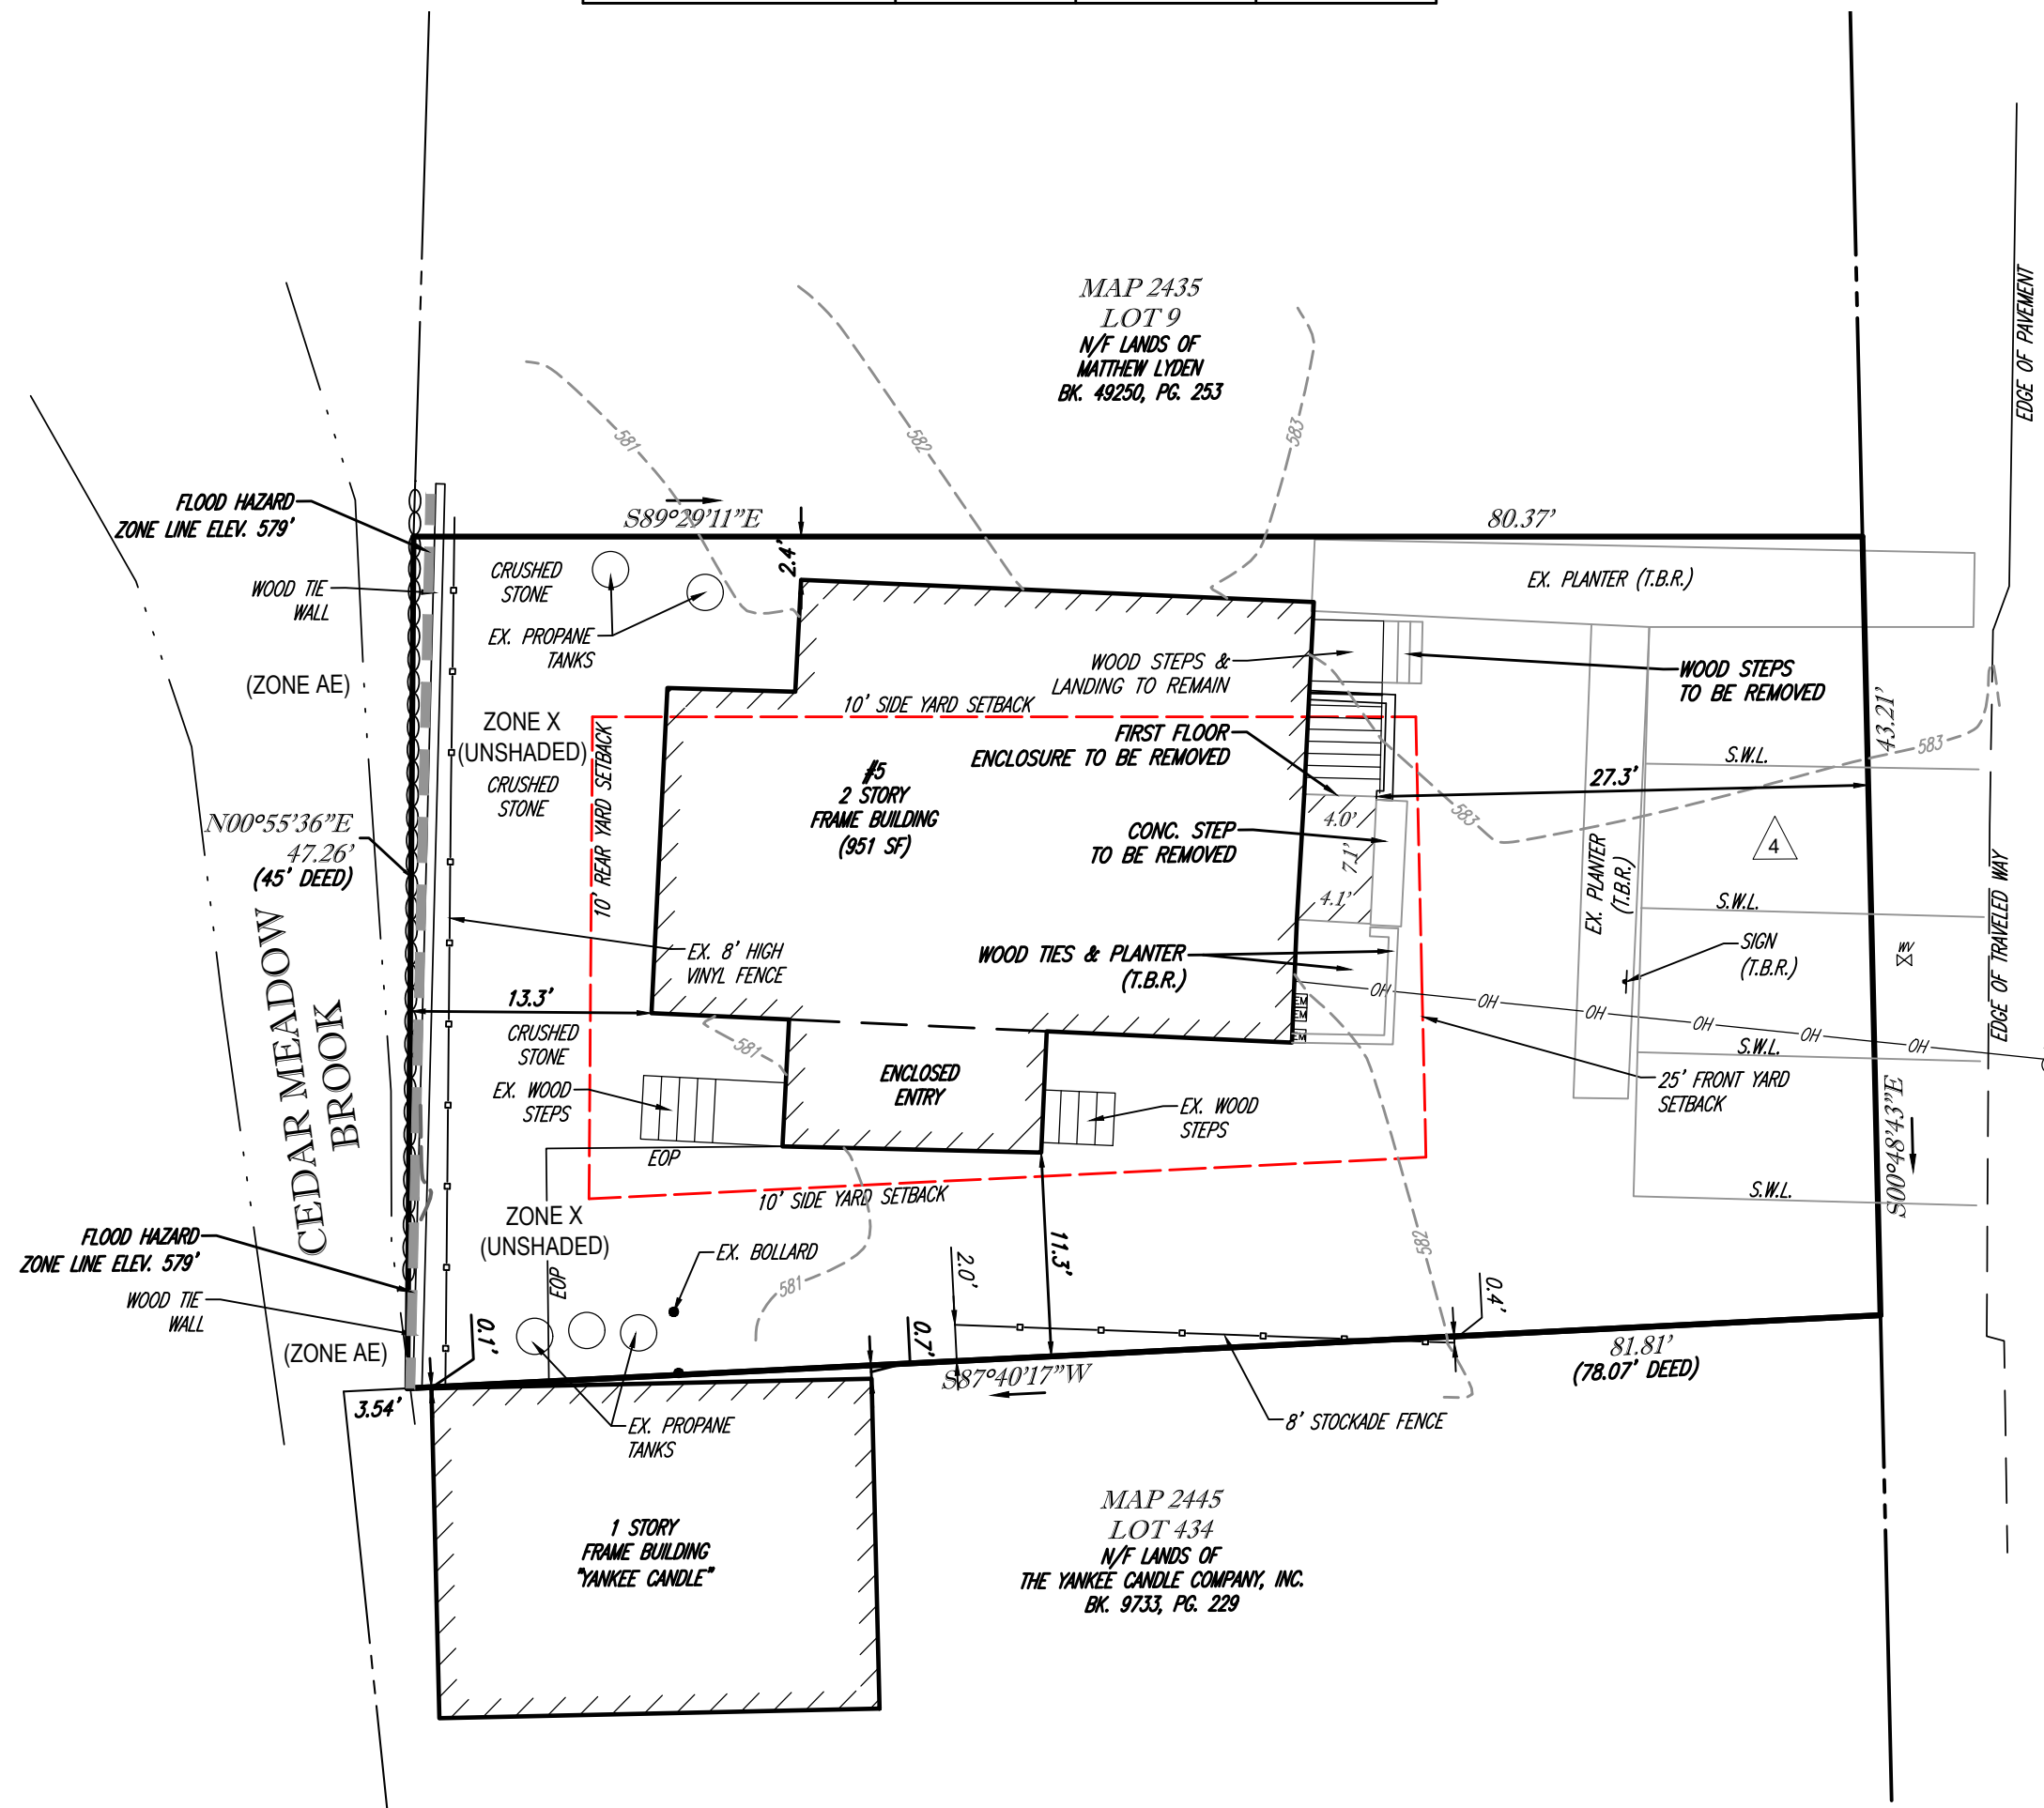 MAP 2435
LOT 9
N/F LANDS OF
MATTHEW LYDEN
BK. 49250, PG. 253
EDGE OF PAVEMENT
581
582
583
FLOOD HAZARD
ZONE LINE ELEV. 579'
S89°29'11"E
80.37'
2.4'
CRUSHED
STONE
WOOD TIE
WALL
EX. PROPANE
TANKS
EX. PLANTER (T.B.R.)
(ZONE AE)
WOOD STEPS &
LANDING TO REMAIN
WOOD STEPS
TO BE REMOVED
43.21'
10' SIDE YARD SETBACK
ZONE X
(UNSHADED)
10' REAR YARD SETBACK
FIRST FLOOR
ENCLOSURE TO BE REMOVED
583
S.W.L.
CRUSHED
STONE
#5
2 STORY
FRAME BUILDING
(951 SF)
27.3'
583
4.0'
7.1'
4.1'
CONC. STEP
TO BE REMOVED
4
N00°55'36"E
47.26'
(45' DEED)
EX. PLANTER
(T.B.R.)
S.W.L.
EDGE OF TRAVELED WAY
CEDAR MEADOW
BROOK
EX. 8' HIGH
VINYL FENCE
WOOD TIES & PLANTER
(T.B.R.)
SIGN
(T.B.R.)
WV
13.3'
OH
OH
OH
OH
OH
OH
EM
EM
EM
CRUSHED
STONE
581
S.W.L.
ENCLOSED
ENTRY
25' FRONT YARD
SETBACK
EX. WOOD
STEPS
EX. WOOD
STEPS
S00°48'43"E
EOP
10' SIDE YARD SETBACK
S.W.L.
ZONE X
(UNSHADED)
FLOOD HAZARD
ZONE LINE ELEV. 579'
EX. BOLLARD
11.3'
582
EOP
581
2.0'
0.4'
WOOD TIE
WALL
0.1'
0.7'
(ZONE AE)
S87°40'17"W
81.81'
(78.07' DEED)
3.54'
EX. PROPANE
TANKS
8' STOCKADE FENCE
1 STORY
FRAME BUILDING
"YANKEE CANDLE"
MAP 2445
LOT 434
N/F LANDS OF
THE YANKEE CANDLE COMPANY, INC.
BK. 9733, PG. 229